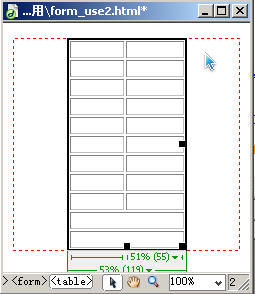 ...用\form_use2.html*
51% (55)
53% (119)
<form> <table> 100% 2